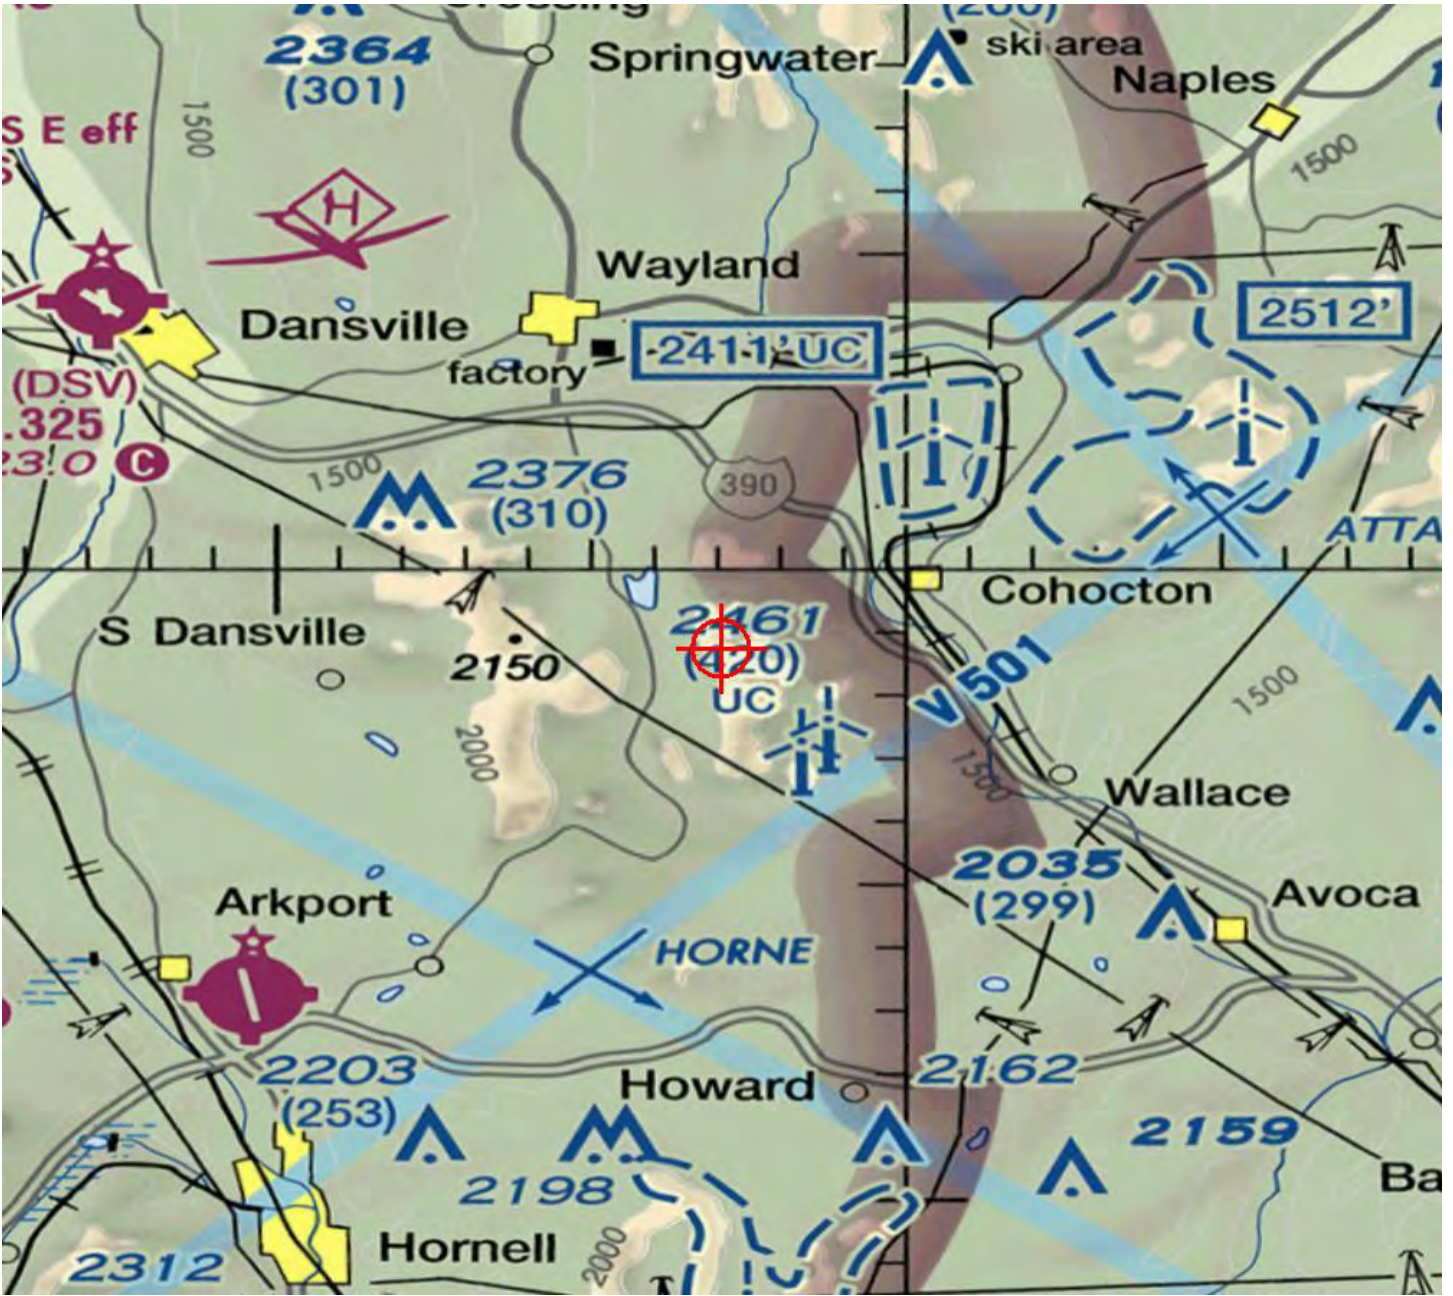 Crossing
2364
(301)
Springwater
ski area
Naples
S E eff
1500
1500
H
Wayland
Dansville
2512'
factory
2411' UC
(DSV)
.325
C
1500
2376
(310)
390
ATTA
Cohocton
S Dansville
2461
(420)
UC
2150
V 501
1500
2000
1500
Wallace
2035
(299)
Avoca
Arkport
HORNE
2203
(253)
Howard
2162
2159
2198
Ba
Hornell
2000
2312